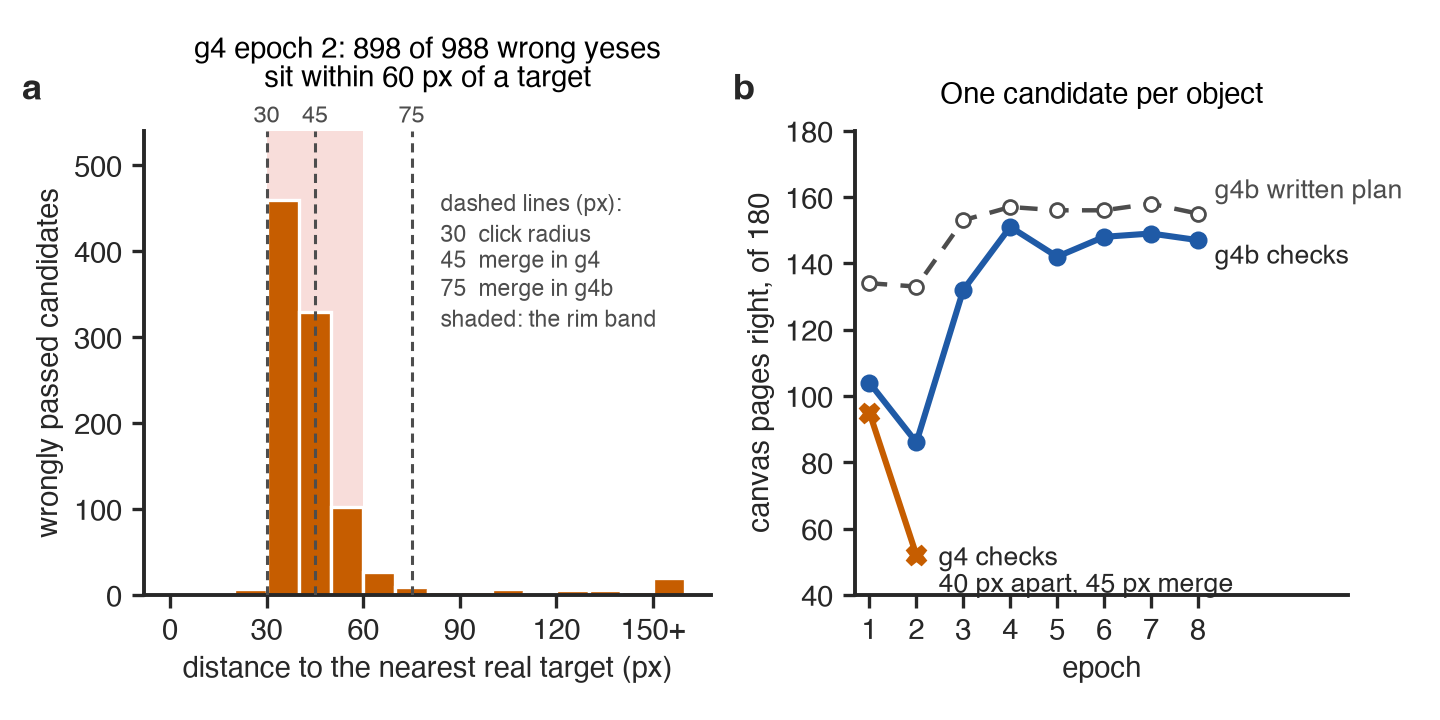 a
g4 epoch 2: 898 of 988 wrong yeses
sit within 60 px of a target
30 45 75
500
400
300
200
100
0
wrongly passed candidates
dashed lines (px):
30 click radius
45 merge in g4
75 merge in g4b
shaded: the rim band
0 30 60 90 120 150+
distance to the nearest real target (px)
b
One candidate per object
180
160
140
120
100
80
60
40
canvas pages right, of 180
g4b written plan
g4b checks
g4 checks
40 px apart, 45 px merge
1 2 3 4 5 6 7 8
epoch